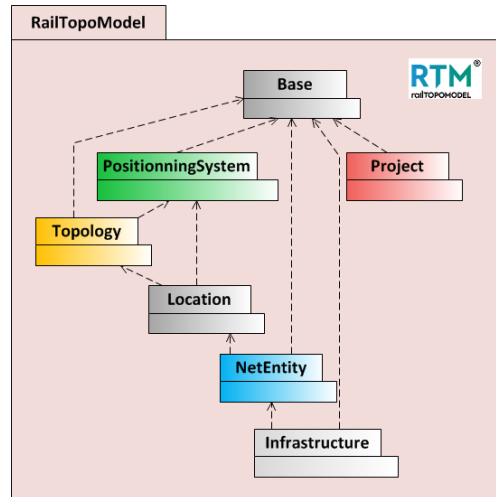 RailTopoModel
Base
RTM®
railTOPOMODEL
PositionningSystem
Project
Topology
Location
NetEntity
Infrastructure